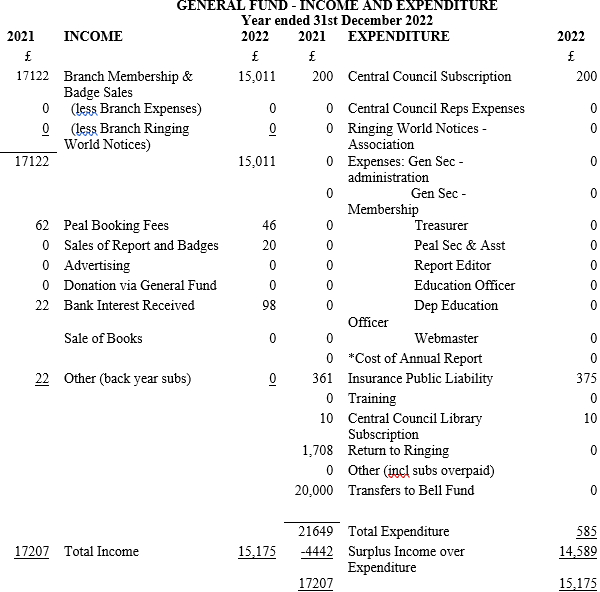 GENERAL FUND - INCOME AND EXPENDITURE
Year ended 31st December 2022
2021 INCOME 2022 2021 EXPENDITURE 2022
£ £ £ £
17122 Branch Membership & 15,011 200 Central Council Subscription 200
Badge Sales
0 (less Branch Expenses) 0 0 Central Council Reps Expenses 0
0 (less Branch Ringing 0 0 Ringing World Notices - 0
World Notices) Association
17122 15,011 0 Expenses: Gen Sec - 0
administration
0 Gen Sec - 0
Membership
62 Peal Booking Fees 46 0 Treasurer 0
0 Sales of Report and Badges 20 0 Peal Sec & Asst 0
0 Advertising 0 0 Report Editor 0
0 Donation via General Fund 0 0 Education Officer 0
22 Bank Interest Received 98 0 Dep Education 0
Officer
Sale of Books 0 0 Webmaster 0
0 *Cost of Annual Report 0
22 Other (back year subs) 0 361 Insurance Public Liability 375
0 Training 0
10 Central Council Library 10
Subscription
1,708 Return to Ringing 0
0 Other (incl subs overpaid) 0
20,000 Transfers to Bell Fund 0
21649 Total Expenditure 585
17207 Total Income 15,175 -4442 Surplus Income over 14,589
Expenditure
17207 15,175